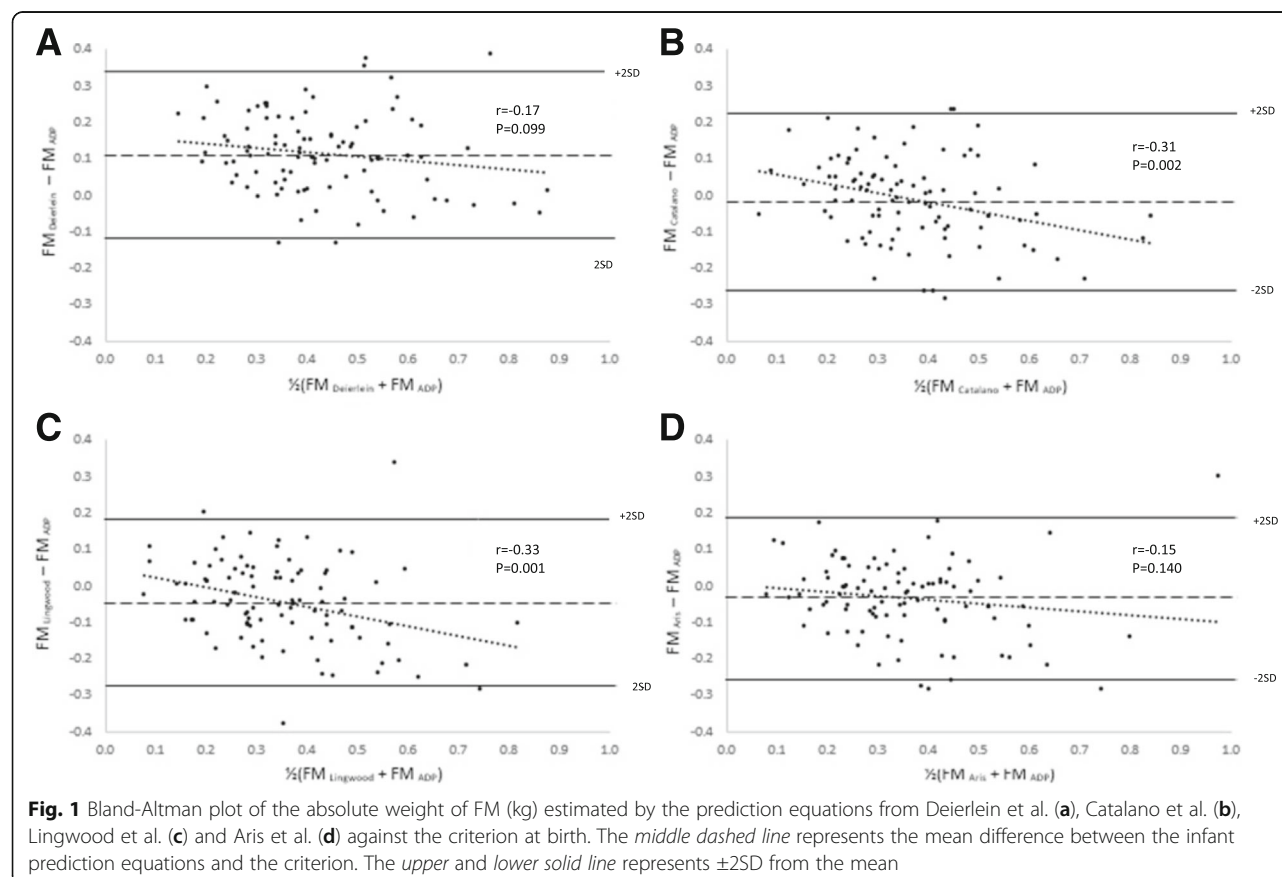 A
0.4
0.3
0.2
0.1
0.0
-0.1
-0.2
-0.3
-0.4
FM Deierlein – FM ADP
+2SD
r=-0.17
P=0.099
2SD
0.0 0.1 0.2 0.3 0.4 0.5 0.6 0.7 0.8 0.9 1.0
½(FM Deierlein + FM ADP)
B
0.4
0.3
0.2
0.1
0.0
-0.1
-0.2
-0.3
-0.4
FM Catalano – FM ADP
+2SD
r=-0.31
P=0.002
-2SD
0.0 0.1 0.2 0.3 0.4 0.5 0.6 0.7 0.8 0.9 1.0
½(FM Catalano + FM ADP)
C
0.4
0.3
0.2
0.1
0.0
-0.1
-0.2
-0.3
-0.4
FM Lingwood – FM ADP
+2SD
r=-0.33
P=0.001
2SD
0.0 0.1 0.2 0.3 0.4 0.5 0.6 0.7 0.8 0.9 1.0
½(FM Lingwood + FM ADP)
D
0.4
0.3
0.2
0.1
0.0
-0.1
-0.2
-0.3
-0.4
FM Aris – FM ADP
+2SD
r=-0.15
P=0.140
-2SD
0.0 0.1 0.2 0.3 0.4 0.5 0.6 0.7 0.8 0.9 1.0
½(FM Aris + FM ADP)
Fig. 1 Bland-Altman plot of the absolute weight of FM (kg) estimated by the prediction equations from Deierlein et al. (a), Catalano et al. (b),
Lingwood et al. (c) and Aris et al. (d) against the criterion at birth. The middle dashed line represents the mean difference between the infant
prediction equations and the criterion. The upper and lower solid line represents ±2SD from the mean